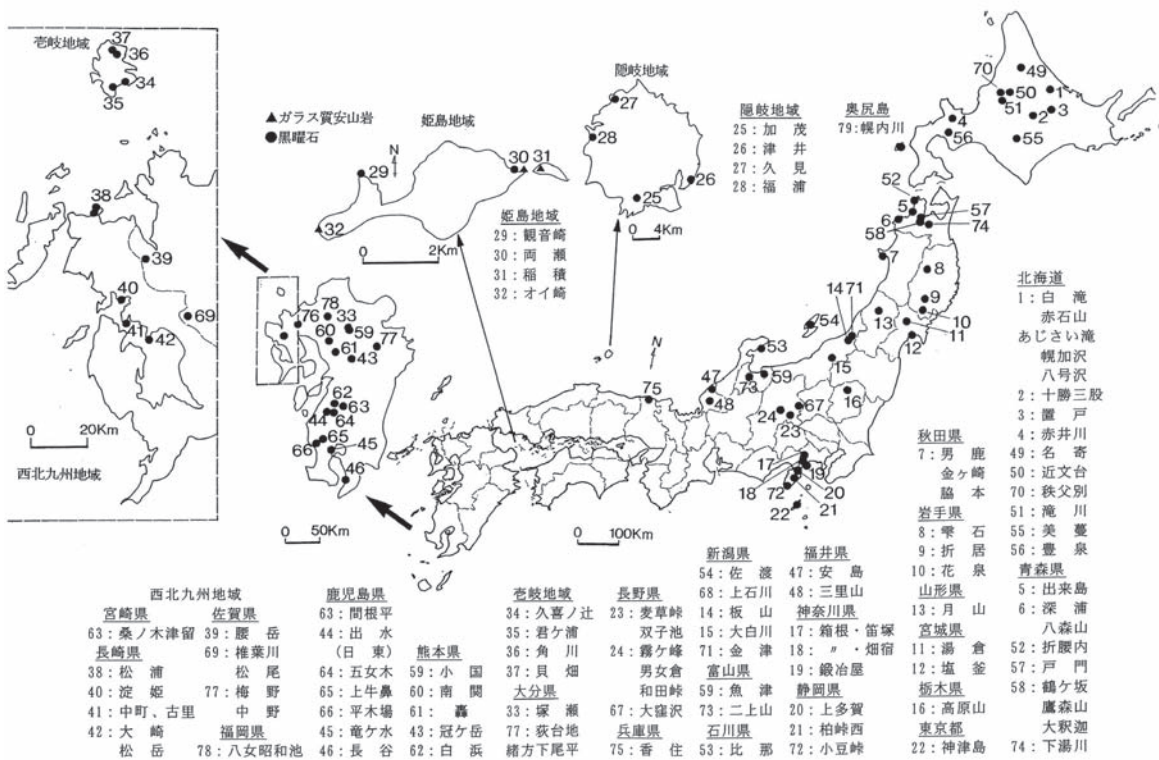 壱岐地域
37
36
34
35
38
39
40
41
42
69
0 20Km
西北九州地域
▲ガラス質安山岩
●黒曜石
姫島地域
N
29
30 31
32
0 2Km
姫島地域
29：観音崎
30：両 瀬
31：稲 積
32：オイ崎
隠岐地域
27
28
26
25
0 4Km
隠岐地域
25：加 茂
26：津 井
27：久 見
28：福 浦
奥尻島
79：幌内川
70
49
50
1
51
2
3
4
56
55
52
5
57
6
58
74
7
8
9
10
11
12
13
14 71
54
15
16
53
59
73
47
48
24
67
23
17
19
18
72
20
21
22
75
N
78
76
33
59
60
77
61
43
62
63
44
64
65
45
66
46
0 50Km
0 100Km
北海道
1：白 滝
赤石山
あじさい滝
幌加沢
八号沢
2：十勝三股
3：置 戸
4：赤井川
49：名 寄
50：近文台
70：秩父別
51：滝 川
55：美 蔓
56：豊 泉
青森県
5：出来島
6：深 浦
八森山
52：折腰内
57：戸 門
58：鶴ケ坂
鷹森山
大釈迦
74：下湯川
秋田県
7：男 鹿
金ヶ崎
脇 本
岩手県
8：雫 石
9：折 居
10：花 泉
山形県
13：月 山
宮城県
11：湯 倉
12：塩 釜
栃木県
16：高原山
東京都
22：神津島
新潟県
54：佐 渡
68：上石川
14：板 山
15：大白川
71：金 津
富山県
59：魚 津
73：二上山
石川県
53：比 那
福井県
47：安 島
48：三里山
神奈川県
17：箱根・笛塚
18： 〃 ・畑宿
19：鍛冶屋
静岡県
20：上多賀
21：柏峠西
72：小豆峠
長野県
23：麦草峠
双子池
24：霧ケ峰
男女倉
和田峠
67：大窪沢
兵庫県
75：香 住
壱岐地域
34：久喜ノ辻
35：君ケ浦
36：角 川
37：貝 畑
大分県
33：塚 瀬
77：荻台地
緒方下尾平
鹿児島県
63：間根平
44：出 水
(日 東)
64：五女木
65：上牛鼻
66：平木場
45：竜ケ水
46：長 谷
熊本県
59：小 国
60：南 関
61： 轟
43：冠ケ岳
62：白 浜
西北九州地域
宮崎県
63：桑ノ木津留
長崎県
38：松 浦
40：淀 姫
41：中町、古里
42：大 崎
松 岳
佐賀県
39：腰 岳
69：椎葉川
松 尾
77：梅 野
中 野
福岡県
78：八女昭和池